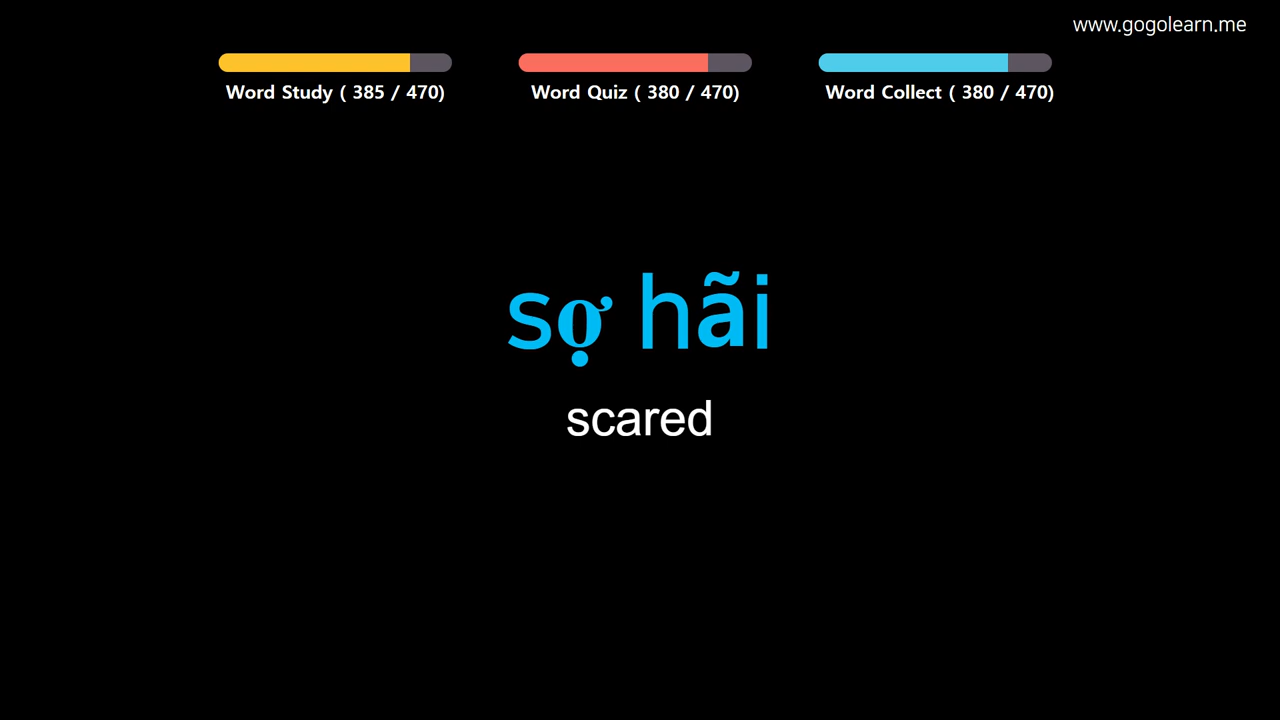 www.gogolearn.me
Word Study ( 385 / 470)
Word Quiz ( 380 / 470)
Word Collect ( 380 / 470)
sợ hãi
scared